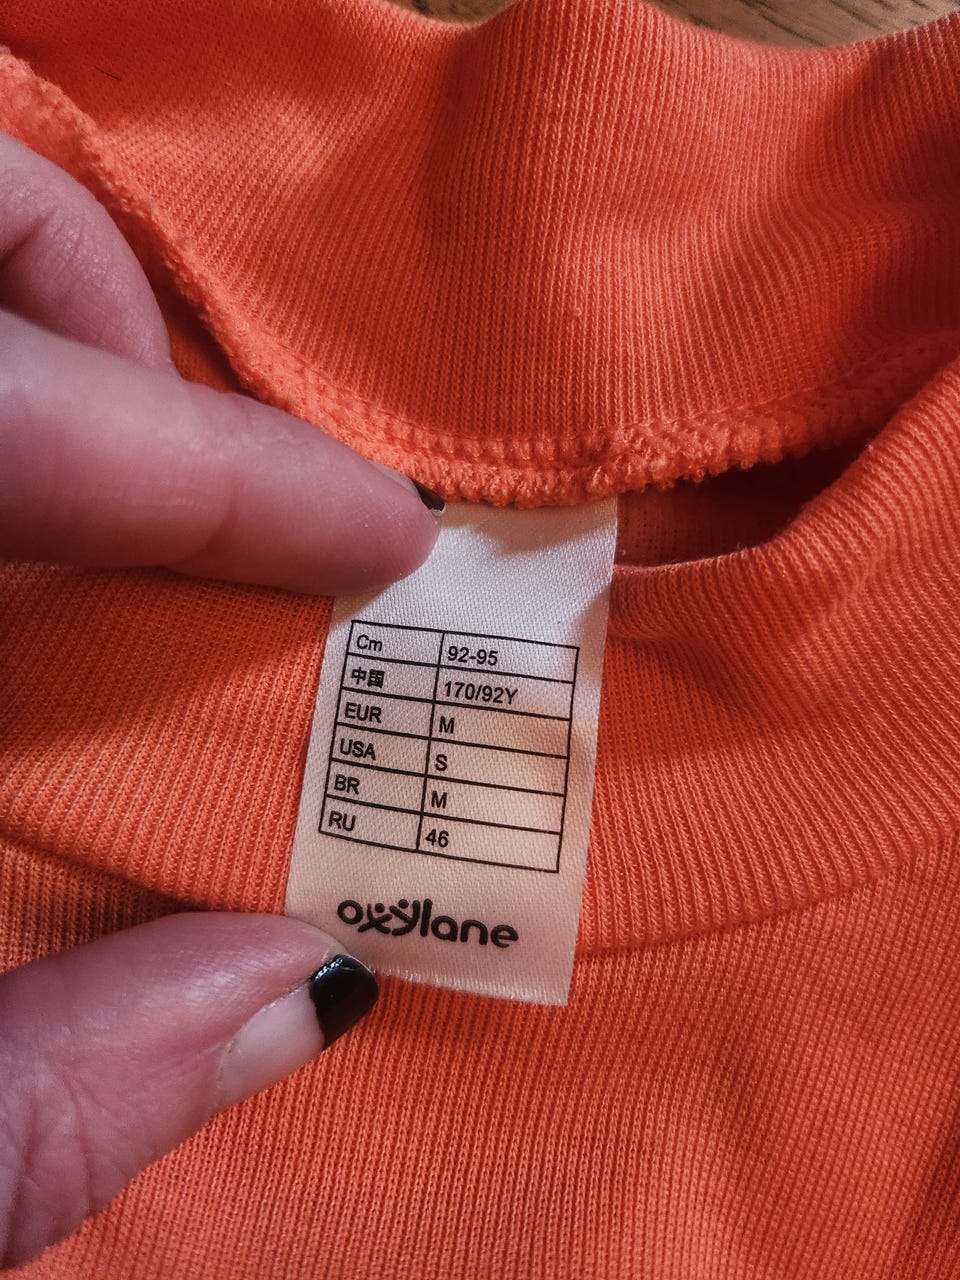 Cm 92-95
中国 170/92Y
EUR M
USA S
BR M
RU 46
oxylane